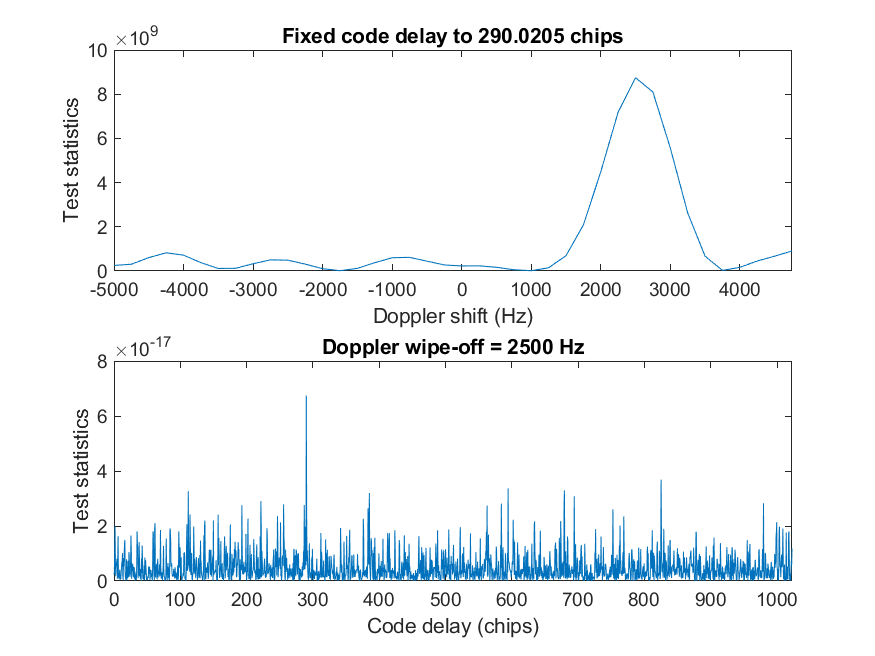 ×10^9
Fixed code delay to 290.0205 chips
10
8
6
4
2
0
Test statistics
-5000 -4000 -3000 -2000 -1000 0 1000 2000 3000 4000
Doppler shift (Hz)
×10^-17
Doppler wipe-off = 2500 Hz
8
6
4
2
0
Test statistics
0 100 200 300 400 500 600 700 800 900 1000
Code delay (chips)